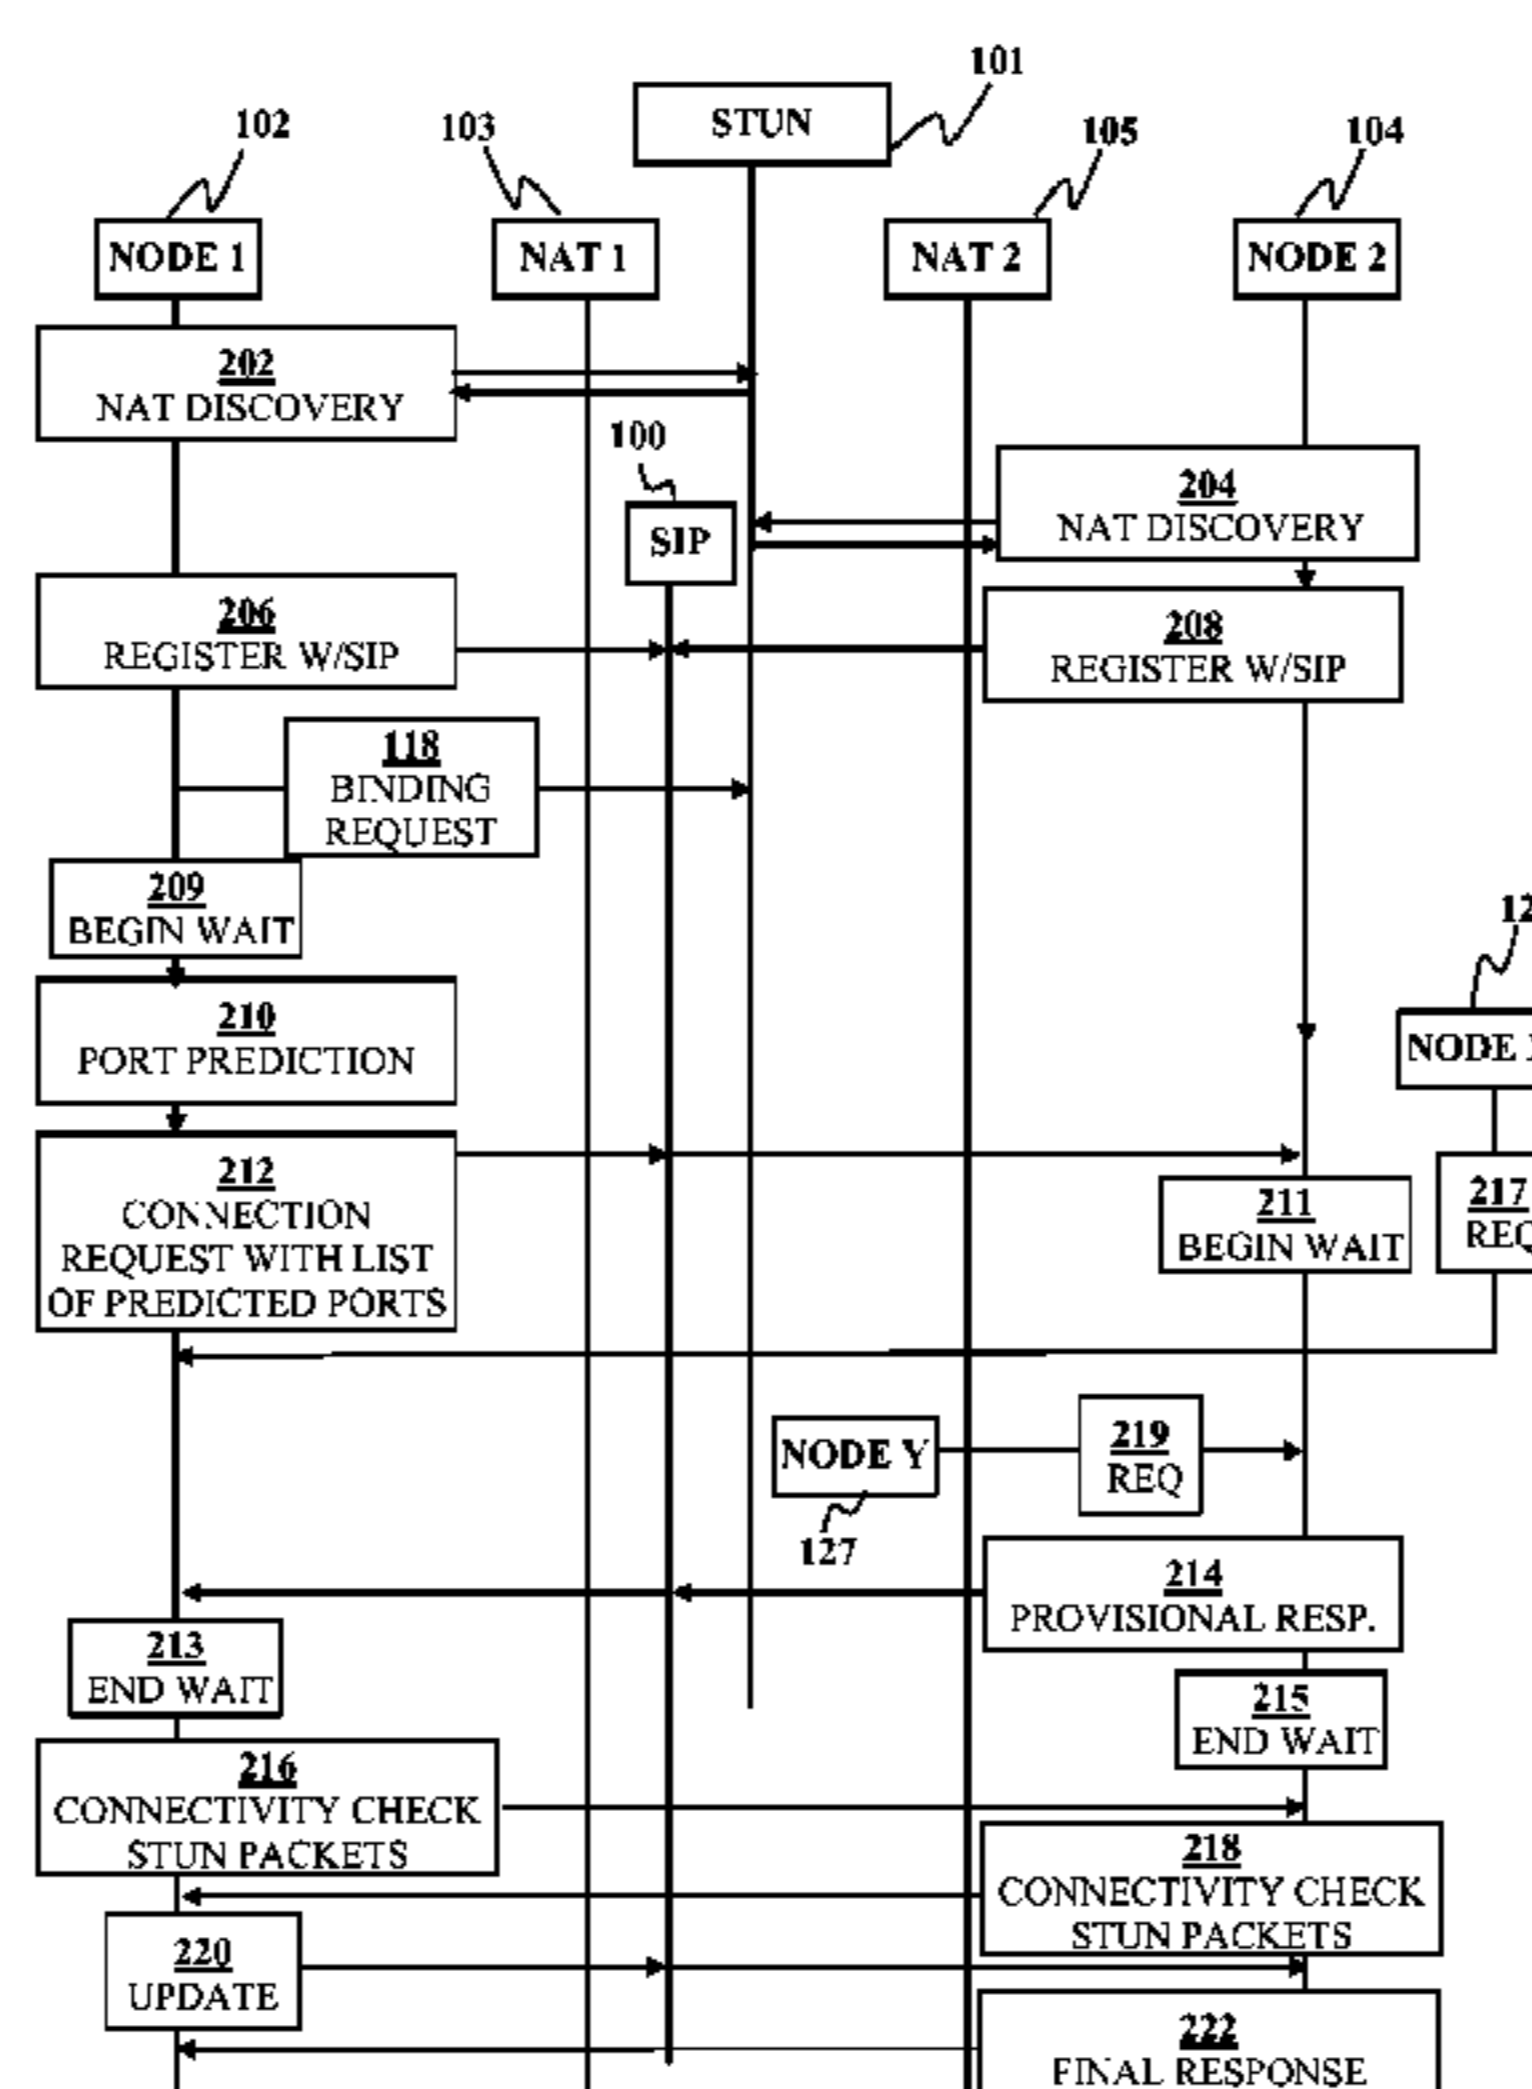 101
STUN
102
103
105
104
NODE 1
NAT 1
NAT 2
NODE 2
202
NAT DISCOVERY
100
SIP
204
NAT DISCOVERY
206
REGISTER W/SIP
208
REGISTER W/SIP
118
BINDING
REQUEST
209
BEGIN WAIT
210
PORT PREDICTION
NODE
212
CONNECTION
REQUEST WITH LIST
OF PREDICTED PORTS
211
BEGIN WAIT
217
NODE Y
219
REQ
127
214
PROVISIONAL RESP.
213
END WAIT
215
END WAIT
216
CONNECTIVITY CHECK
STUN PACKETS
218
CONNECTIVITY CHECK
STUN PACKETS
220
UPDATE
222
FINAL RESPONSE